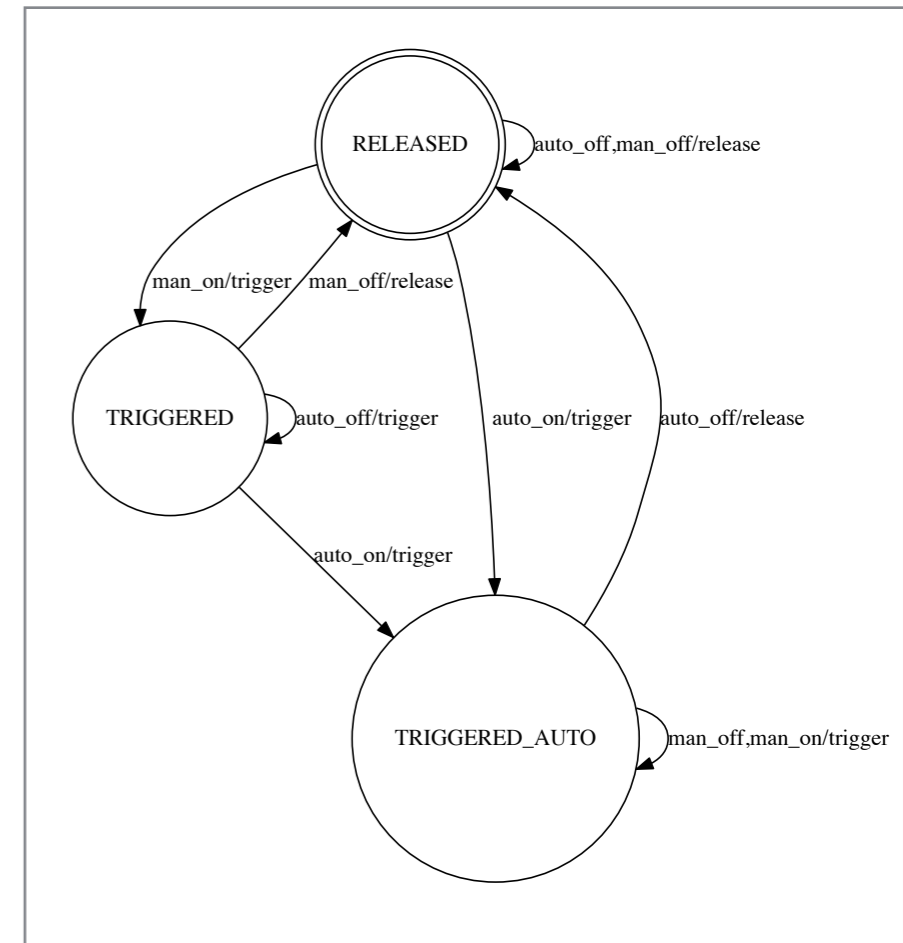 RELEASED
auto_off,man_off/release
man_on/trigger
man_off/release
TRIGGERED
auto_off/trigger
auto_on/trigger
auto_off/release
auto_on/trigger
TRIGGERED_AUTO
man_off,man_on/trigger